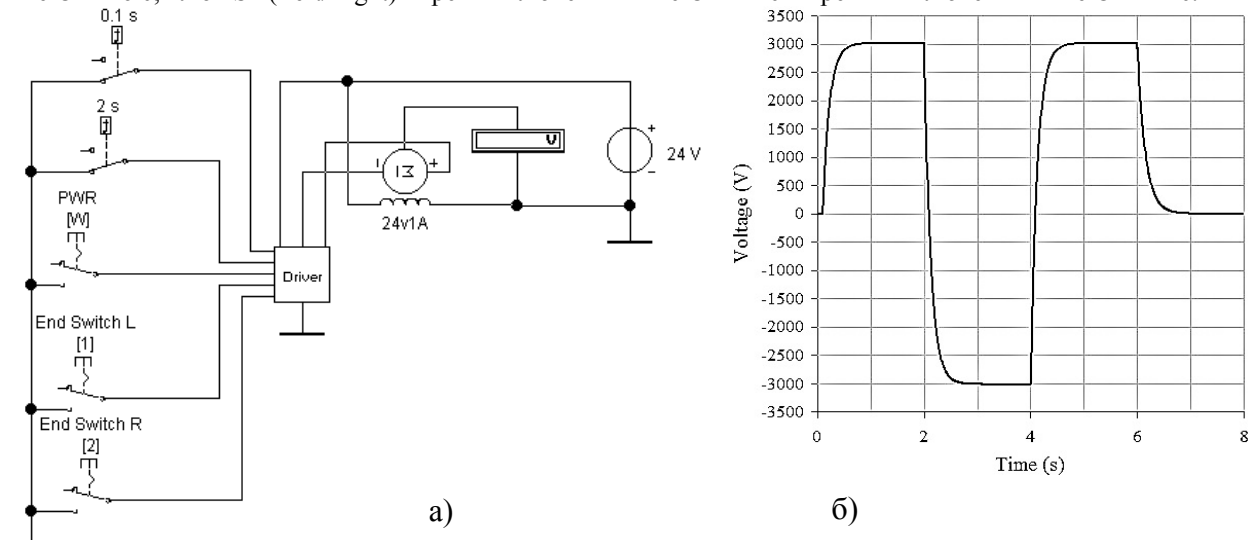 0.1 s
2 s
PWR
[W]
End Switch L
[1]
End Switch R
[2]
Driver
V
24 V
24v1A
+
-
а)
Voltage (V)
3500
3000
2500
2000
1500
1000
500
0
-500
-1000
-1500
-2000
-2500
-3000
-3500
0 2 4 6 8
Time (s)
б)